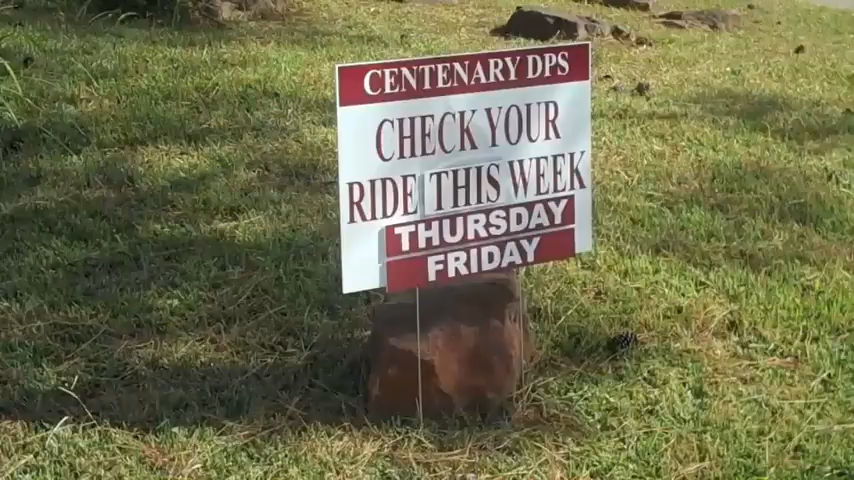 CENTENARY DPS
CHECK YOUR
RIDE THIS WEEK
THURSDAY
FRIDAY